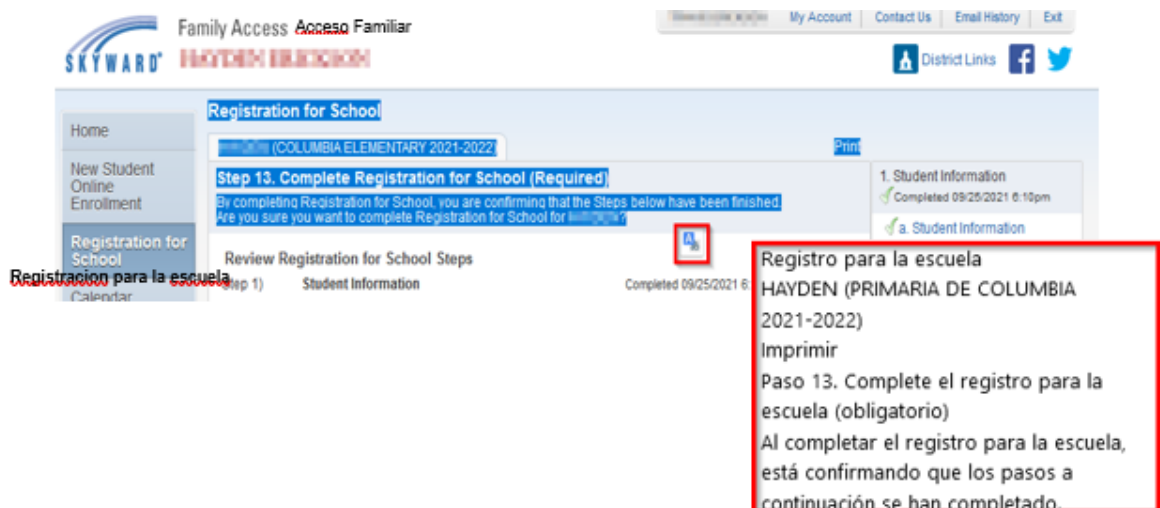 Family Access Acceso Familiar
My Account Contact Us Email History Exit
SKYWARD
District Links
Registration for School
Home
(COLUMBIA ELEMENTARY 2021-2022)
Print
New Student
Online
Enrollment
Step 13. Complete Registration for School (Required)
By completing Registration for School, you are confirming that the Steps below have been finished.
Are you sure you want to complete Registration for School for ?
1. Student Information
Completed 09/25/2021 6:10pm
a. Student Information
Registration for
School
Registracion para la escuela
Calendar
Review Registration for School Steps
Step 1) Student Information Completed 09/25/2021 6:
Registro para la escuela
HAYDEN (PRIMARIA DE COLUMBIA
2021-2022)
Imprimir
Paso 13. Complete el registro para la
escuela (obligatorio)
Al completar el registro para la escuela,
está confirmando que los pasos a
continuación se han completado.